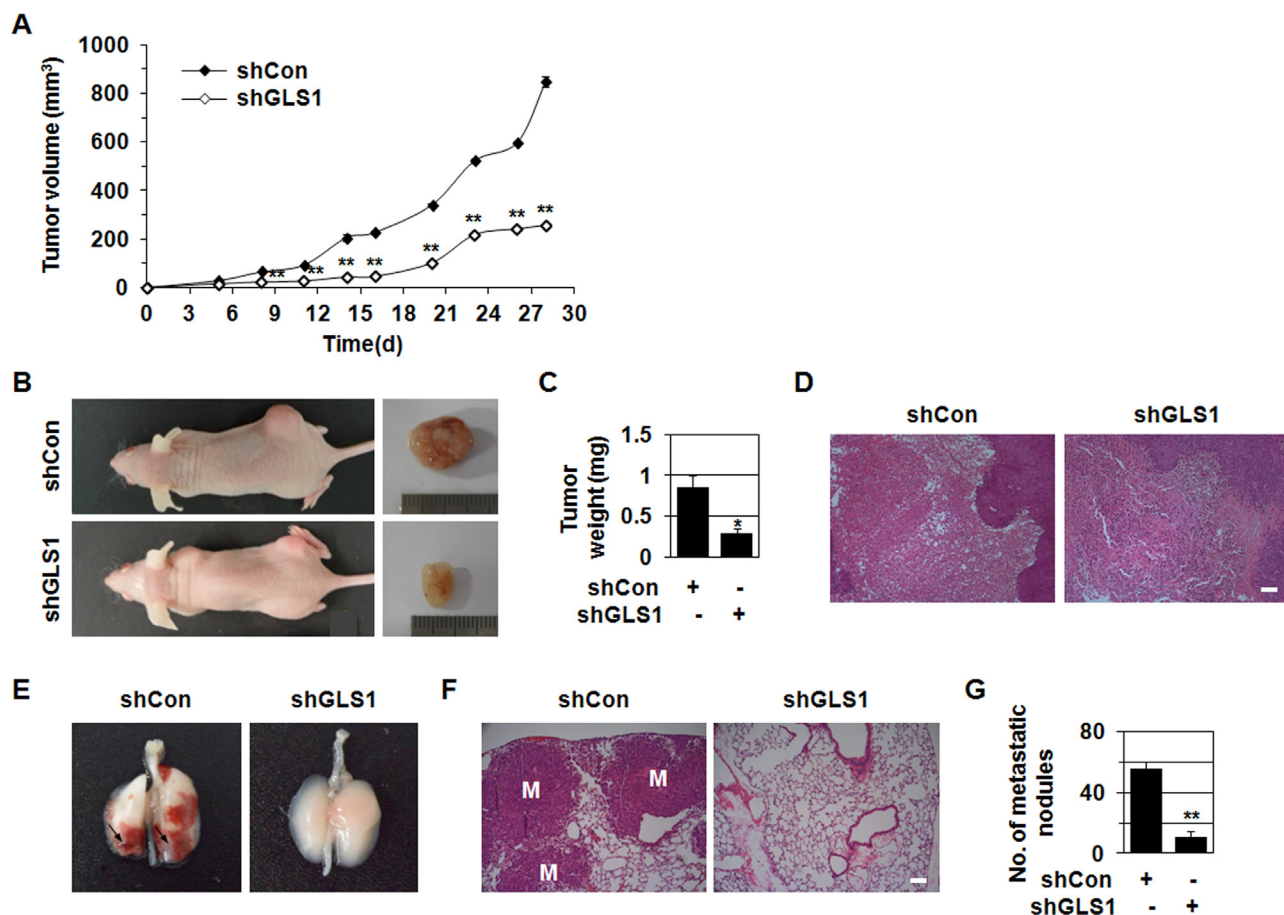 A
1000
800
600
400
200
0
Tumor volume (mm³)
shCon
shGLS1
** ** ** ** ** ** ** **
0 3 6 9 12 15 18 21 24 27 30
Time(d)
B
shCon
shGLS1
C
Tumor
weight (mg)
1.5
1
0.5
0
*
shCon + -
shGLS1 - +
D
shCon shGLS1
E
shCon shGLS1
F
shCon shGLS1
M M
M
G
No. of metastatic
nodules
80
40
0
**
shCon + -
shGLS1 - +